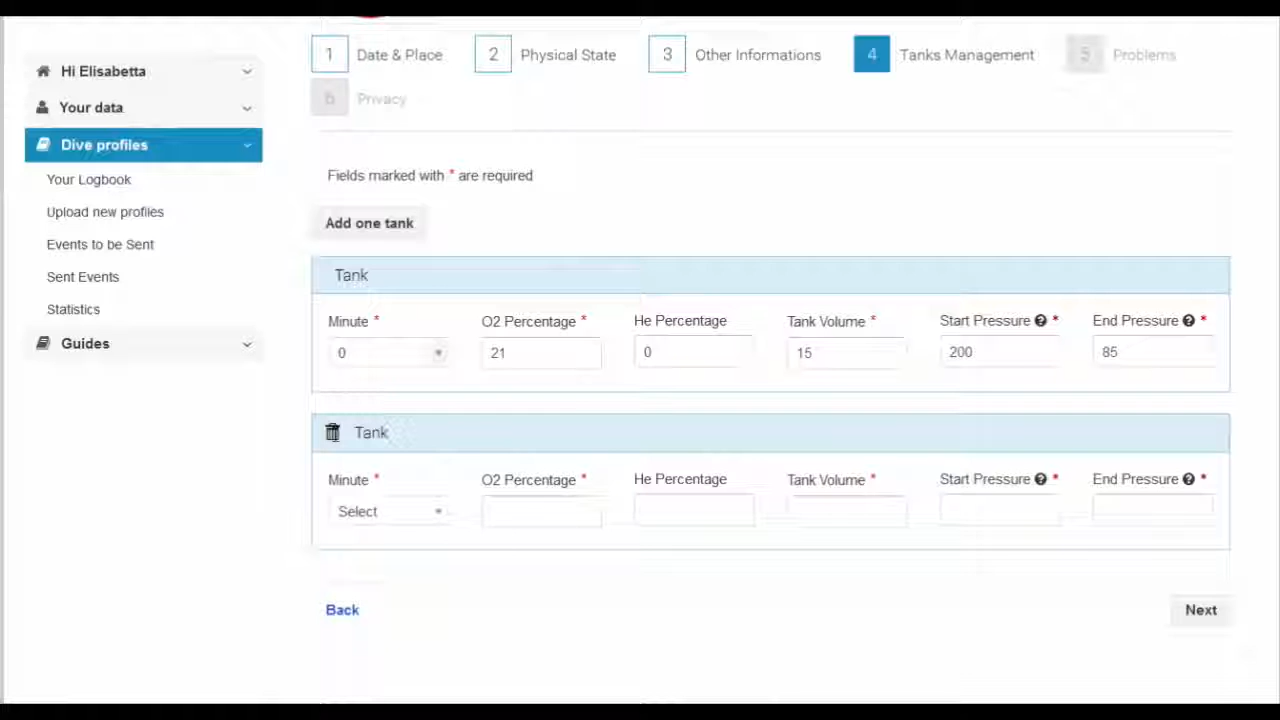 1 Date & Place 2 Physical State 3 Other Informations 4 Tanks Management 5 Problems
6 Privacy
Hi Elisabetta
Your data
Dive profiles
Your Logbook
Upload new profiles
Events to be Sent
Sent Events
Statistics
Guides
Fields marked with * are required
Add one tank
Tank
Minute * O2 Percentage * He Percentage Tank Volume * Start Pressure ? * End Pressure ? *
0 21 0 15 200 85
Tank
Minute * O2 Percentage * He Percentage Tank Volume * Start Pressure ? * End Pressure ? *
Select
Back Next